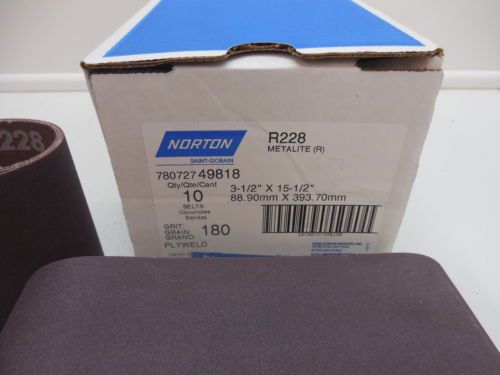 228
NORTON
SAINT-GOBAIN
R228
METALITE (R)
78072749818
Qty/Qte/Cant
10
BELTS
Courroies
Bandas
3-1/2" X 15-1/2"
88.90mm X 393.70mm
GRIT:
GRAIN:
GRANO:
180
PLYWELD